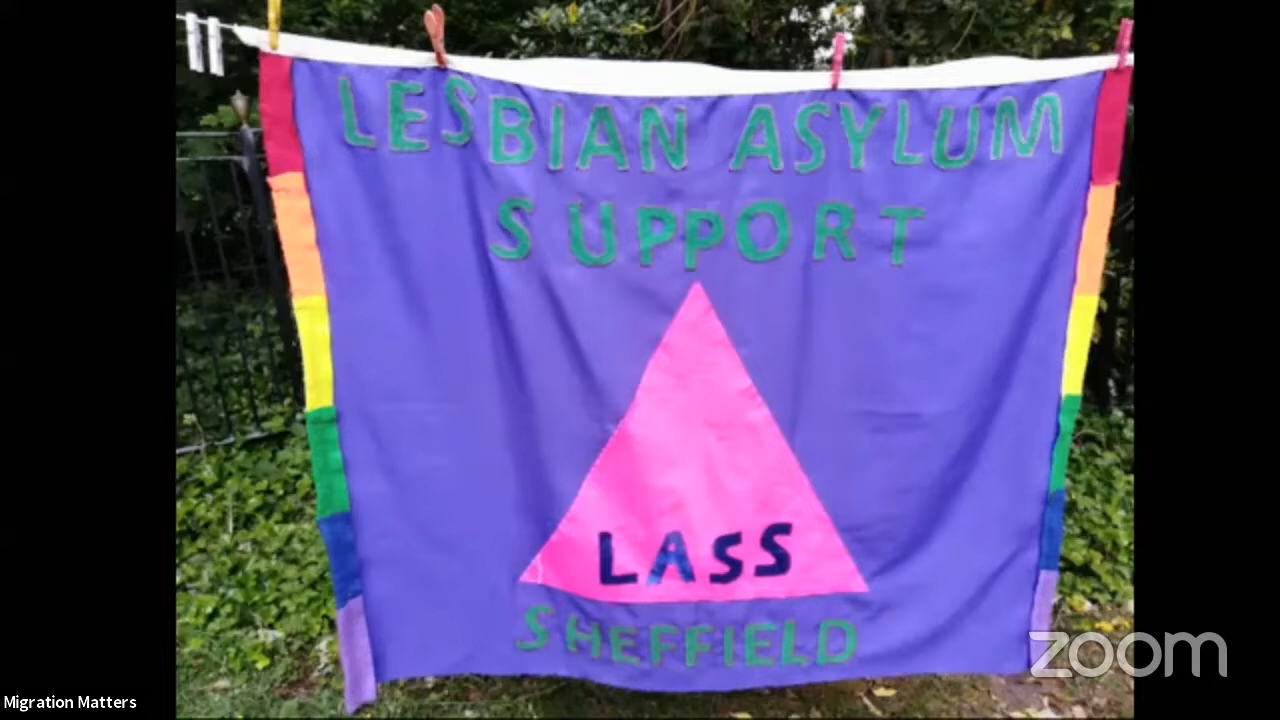 LESBIAN ASYLUM
SUPPORT
LASS
SHEFFIELD
zoom
Migration Matters